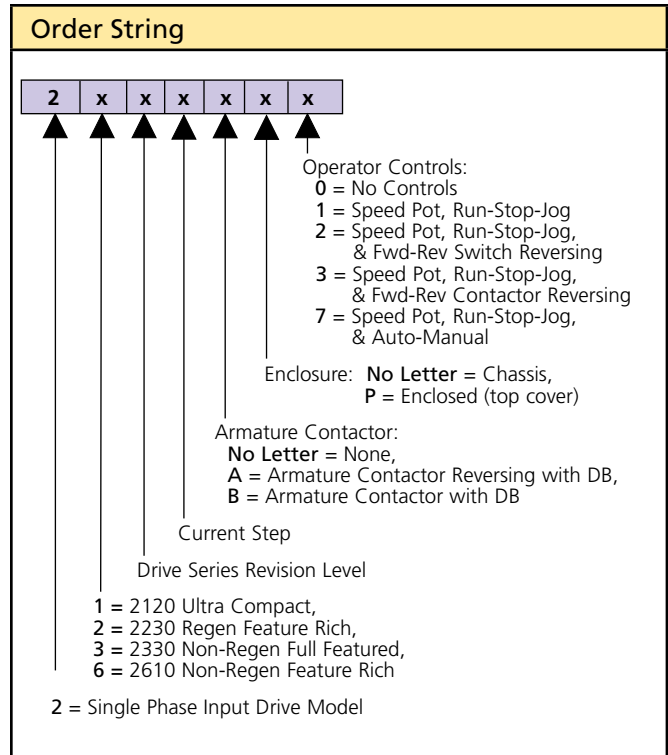 Order String
2 x x x x x x
Operator Controls:
0 = No Controls
1 = Speed Pot, Run-Stop-Jog
2 = Speed Pot, Run-Stop-Jog,
& Fwd-Rev Switch Reversing
3 = Speed Pot, Run-Stop-Jog,
& Fwd-Rev Contactor Reversing
7 = Speed Pot, Run-Stop-Jog,
& Auto-Manual
Enclosure: No Letter = Chassis,
P = Enclosed (top cover)
Armature Contactor:
No Letter = None,
A = Armature Contactor Reversing with DB,
B = Armature Contactor with DB
Current Step
Drive Series Revision Level
1 = 2120 Ultra Compact,
2 = 2230 Regen Feature Rich,
3 = 2330 Non-Regen Full Featured,
6 = 2610 Non-Regen Feature Rich
2 = Single Phase Input Drive Model